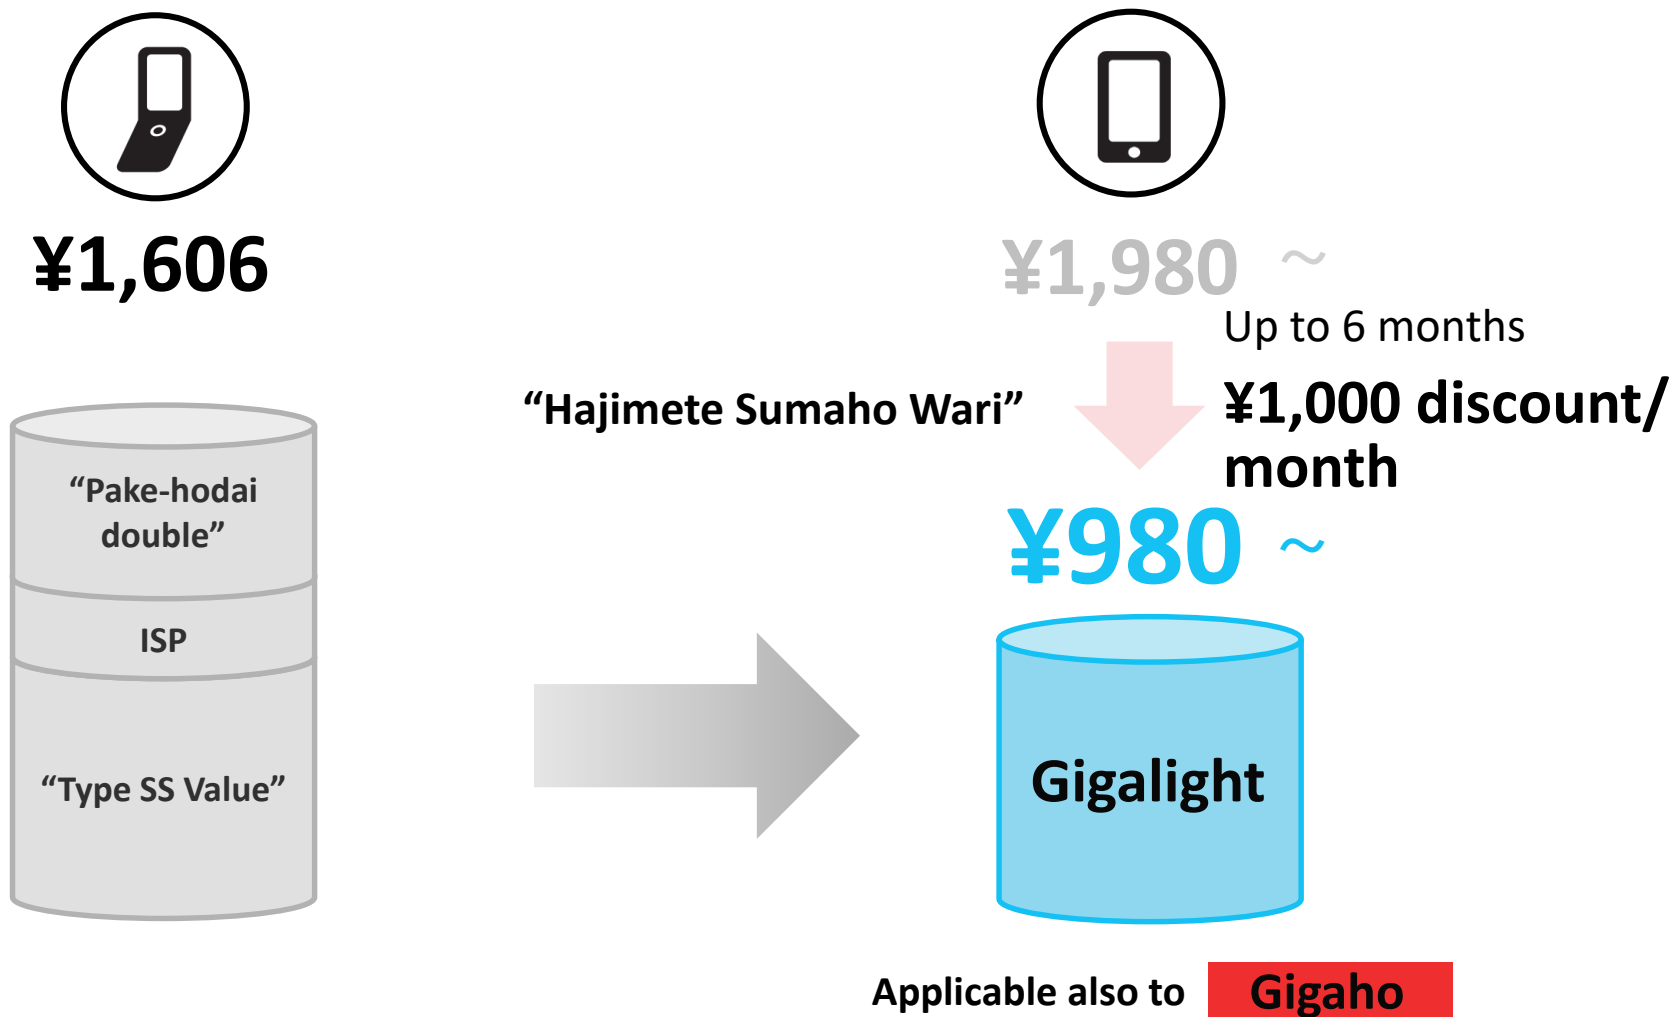 ¥1,606
“Pake-hodai
double”
ISP
“Type SS Value”
¥1,980 ~
Up to 6 months
“Hajimete Sumaho Wari”
¥1,000 discount/
month
¥980 ~
Gigalight
Applicable also to Gigaho